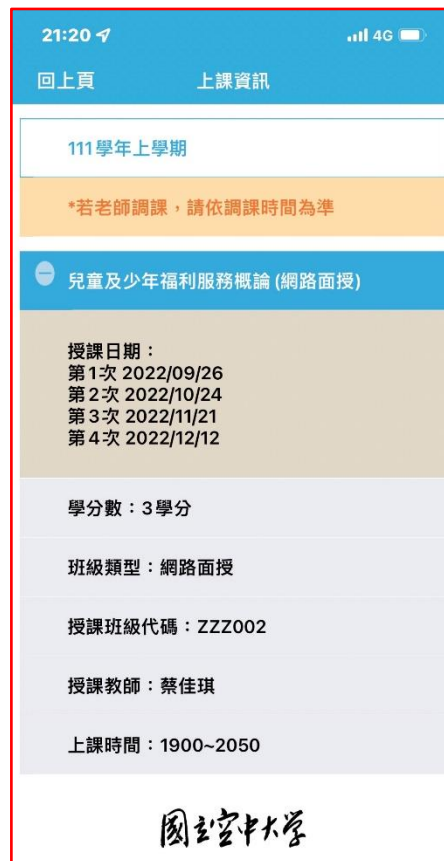 21:20
4G
回上頁
上課資訊
111學年上學期
*若老師調課，請依調課時間為準
兒童及少年福利服務概論 (網路面授)
授課日期：
第1次 2022/09/26
第2次 2022/10/24
第3次 2022/11/21
第4次 2022/12/12
學分數：3學分
班級類型：網路面授
授課班級代碼：ZZZ002
授課教師：蔡佳琪
上課時間：1900~2050
國立空中大学